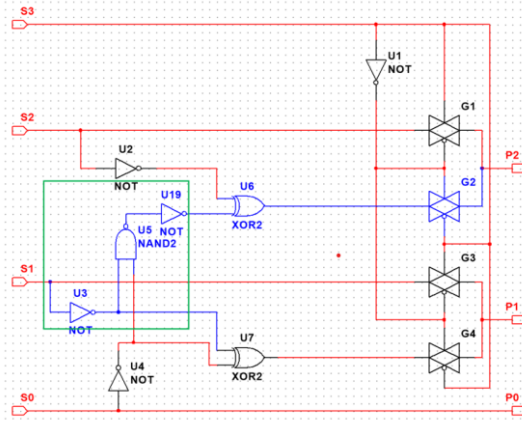 S3
U1
NOT
S2
G1
U2
NOT
P2
U19
NOT
U6
XOR2
G2
U5
NAND2
S1
G3
U3
NOT
P1
U7
XOR2
G4
U4
NOT
S0
P0